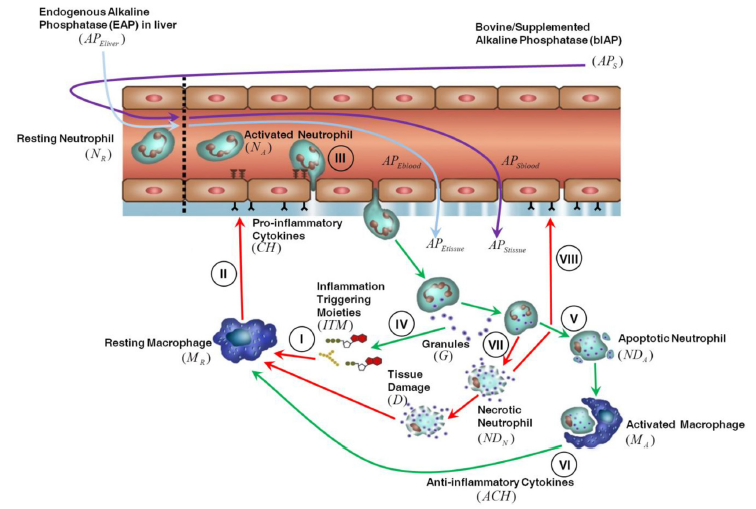 Endogenous Alkaline
Phosphatase (EAP) in liver
(AP_Eliver)
Bovine/Supplemented
Alkaline Phosphatase (bIAP)
(AP_S)
Resting Neutrophil
(N_R)
Activated Neutrophil
(N_A)
III
AP_Eblood
AP_Sblood
Pro-inflammatory
Cytokines
(CH)
AP_Etissue
AP_Stissue
II
VIII
Inflammation
Triggering
Moieties
(ITM)
IV
I
Resting Macrophage
(M_R)
Granules
(G)
VII
V
Apoptotic Neutrophil
(ND_A)
Tissue
Damage
(D)
Necrotic
Neutrophil
(ND_N)
Activated Macrophage
(M_A)
VI
Anti-inflammatory Cytokines
(ACH)